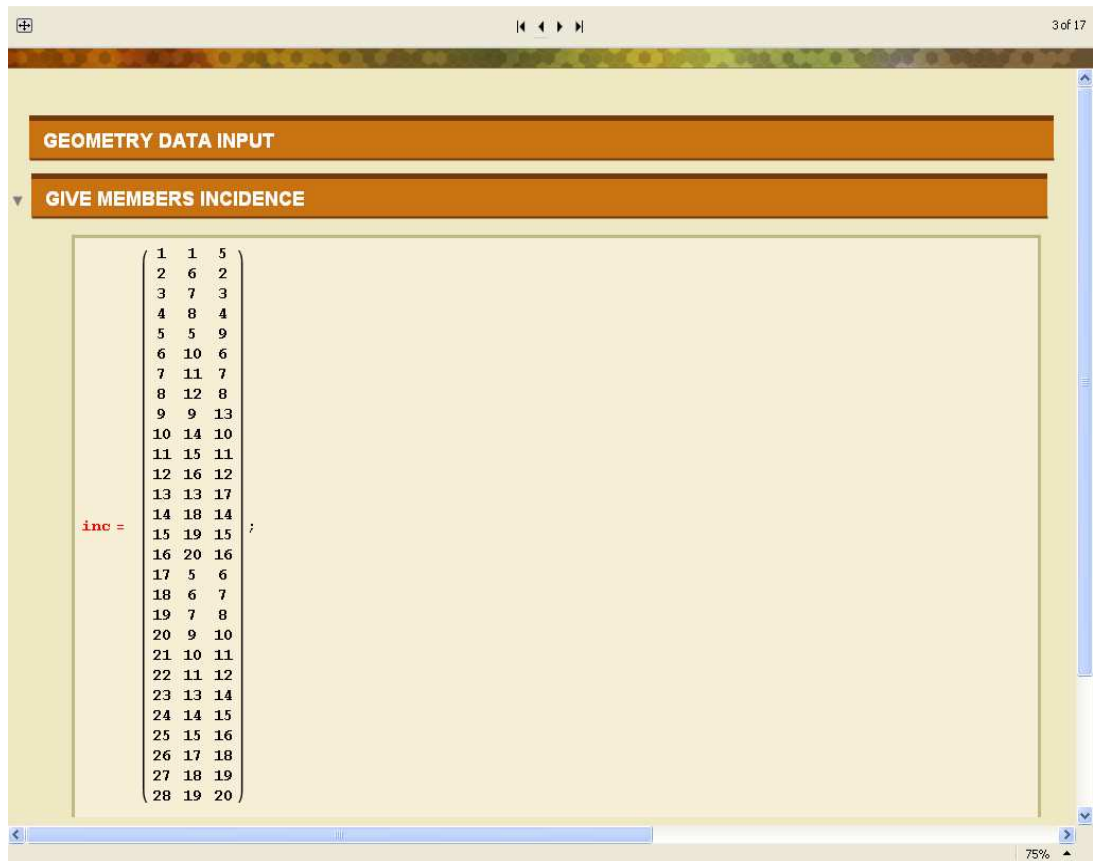 3 of 17
GEOMETRY DATA INPUT
GIVE MEMBERS INCIDENCE
1 1 5
2 6 2
3 7 3
4 8 4
5 5 9
6 10 6
7 11 7
8 12 8
9 9 13
10 14 10
11 15 11
12 16 12
13 13 17
14 18 14
inc = ;
15 19 15
16 20 16
17 5 6
18 6 7
19 7 8
20 9 10
21 10 11
22 11 12
23 13 14
24 14 15
25 15 16
26 17 18
27 18 19
28 19 20
75%